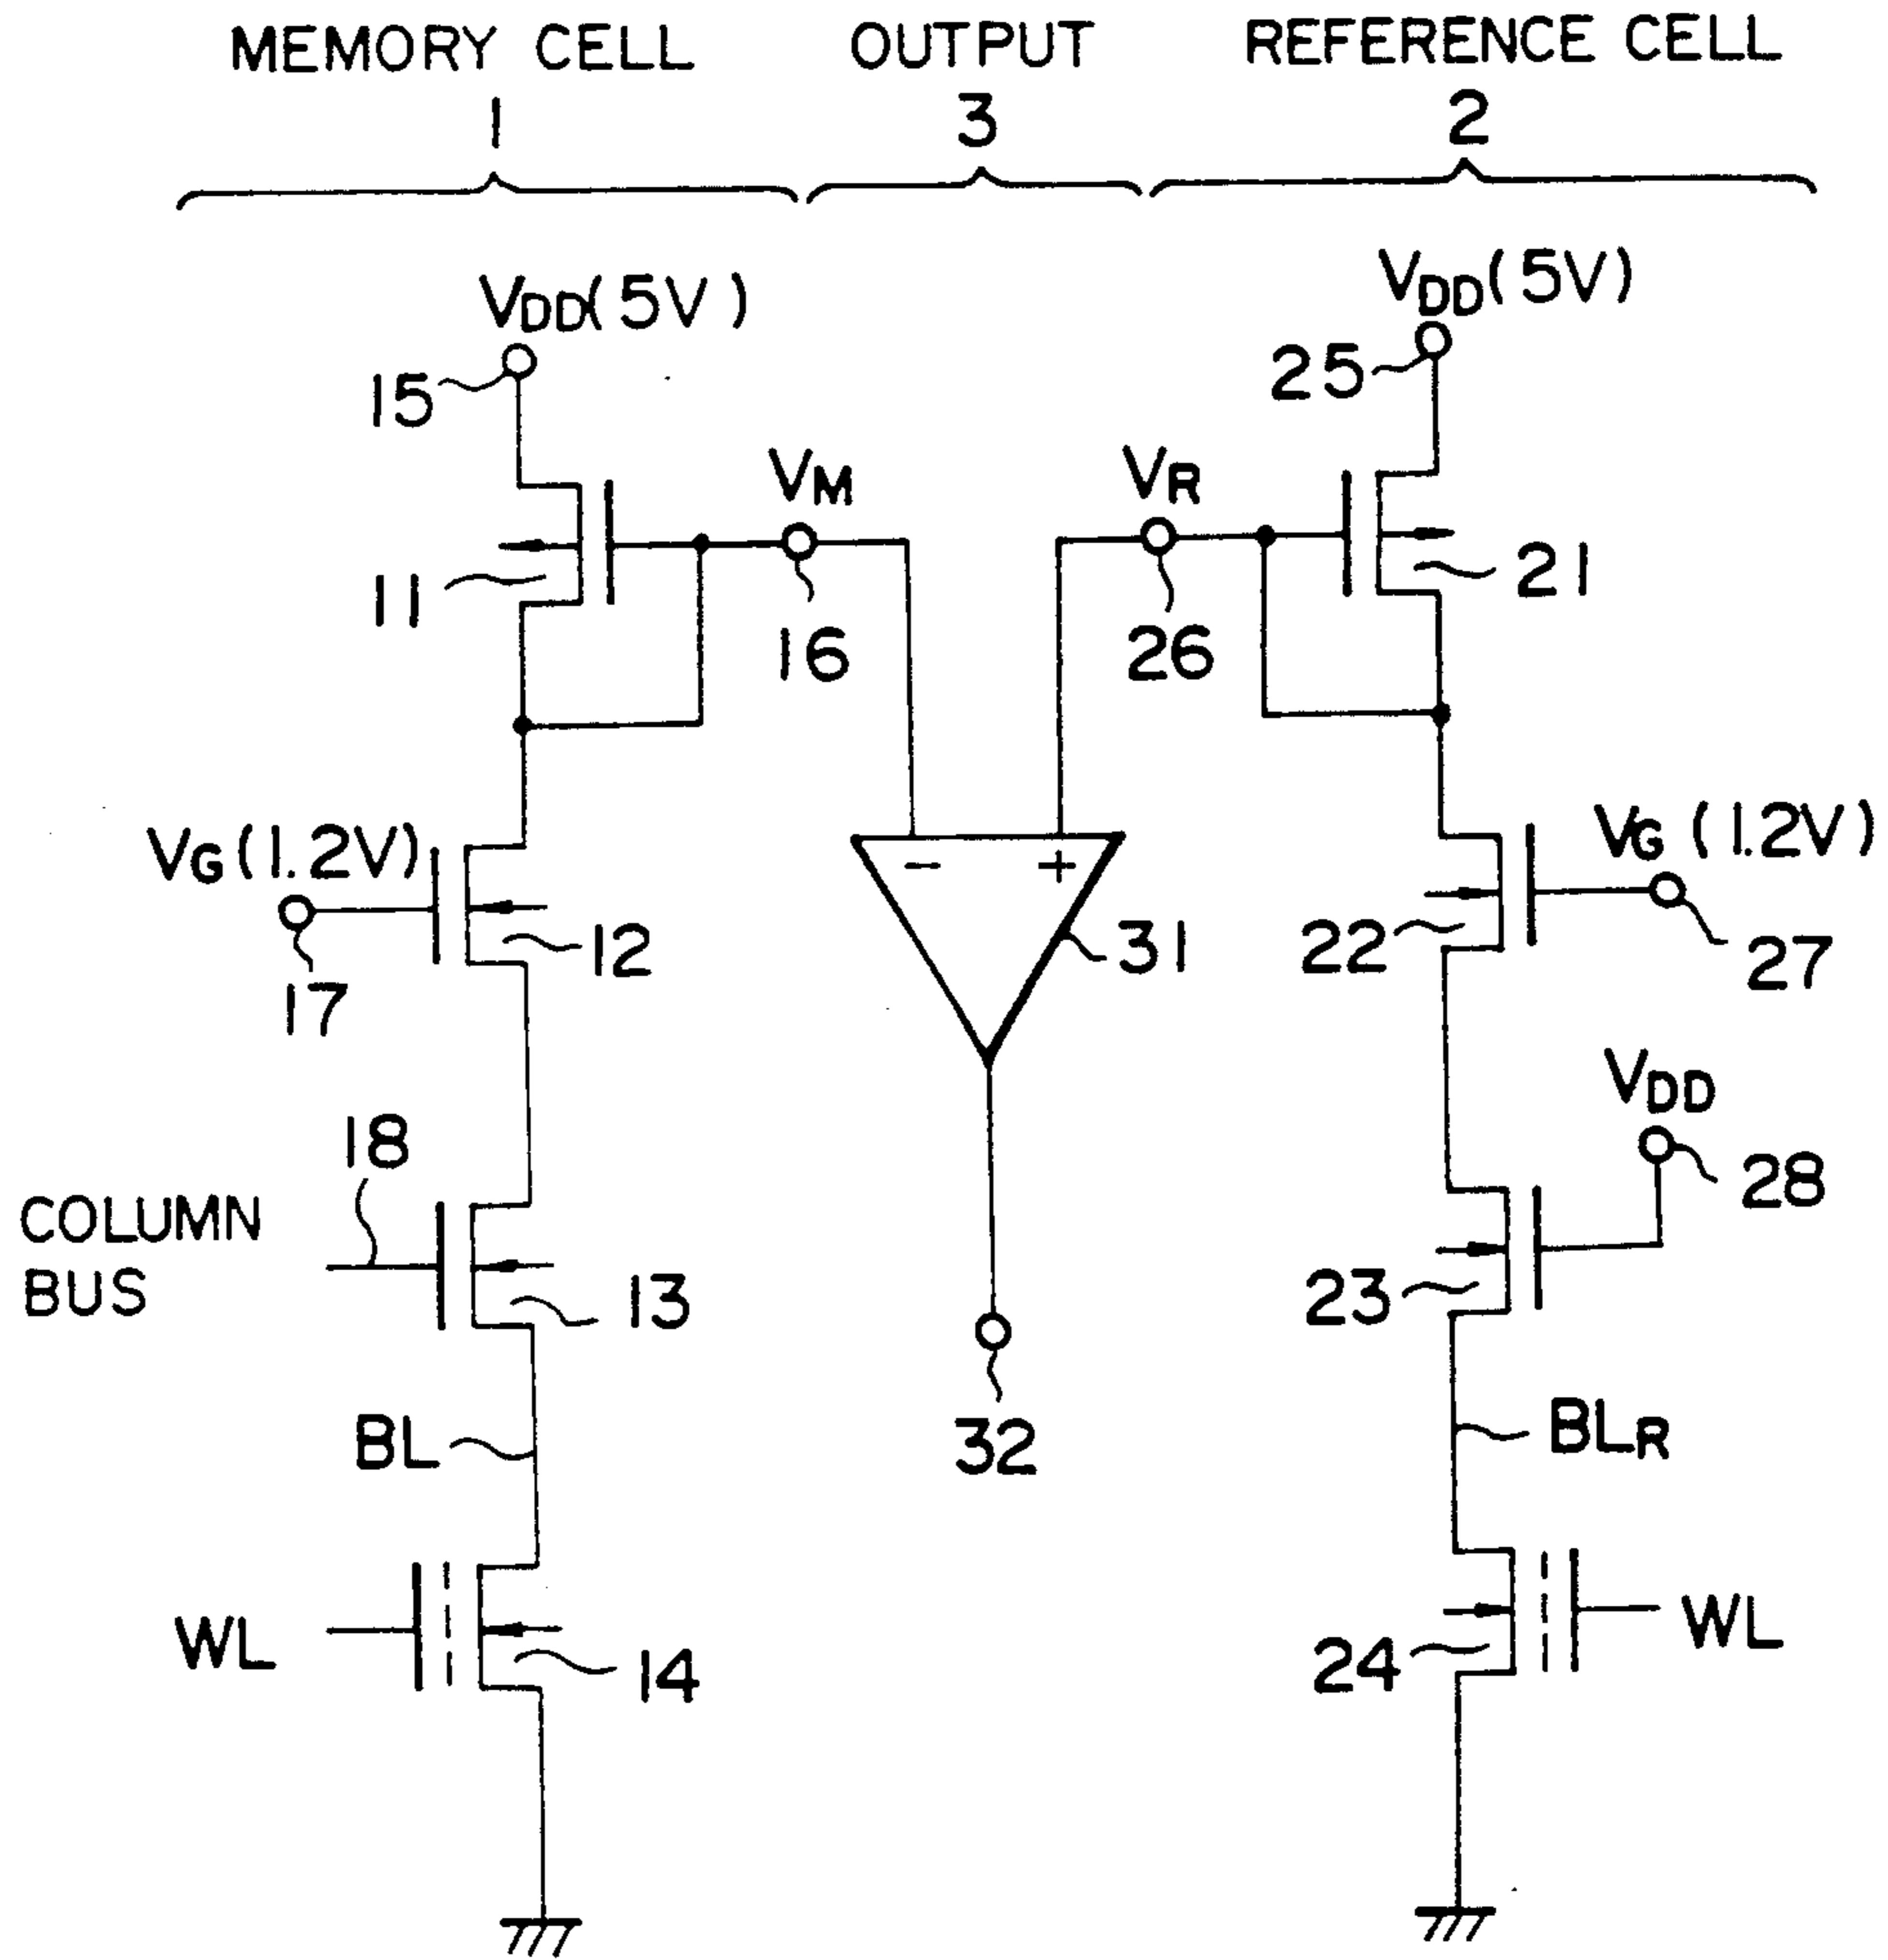 MEMORY CELL OUTPUT REFERENCE CELL
1 3 2
VDD(5V) VDD(5V)
15 25
VM VR
11 16 26 21
VG(1.2V) - + VG(1.2V)
17 12 31 22 27
VDD
18 28
COLUMN
BUS
13 23
BL 32 BLR
WL WL
14 24